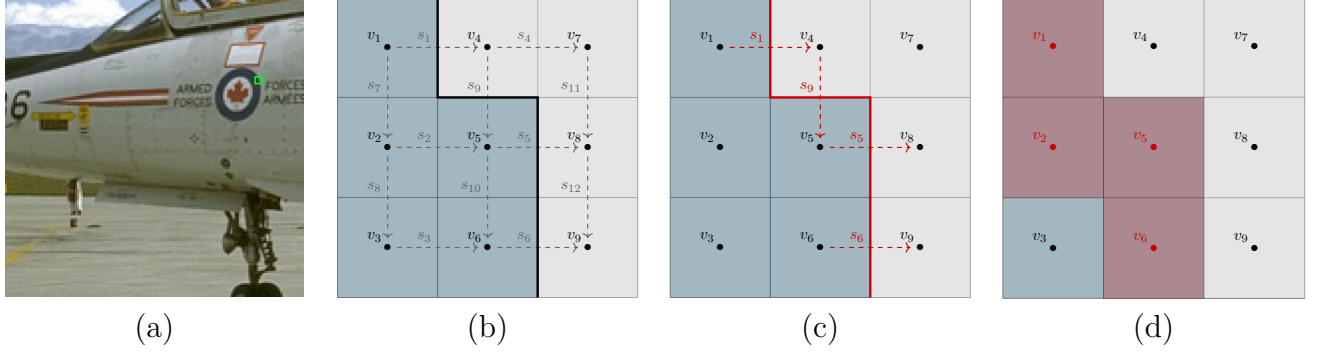 86
ARMED FORCES
FORCES ARMÉES
v1 s1 v4 s4 v7
s7 s9 s11
v2 s2 v5 s5 v8
s8 s10 s12
v3 s3 v6 s6 v9
v1 s1 v4 v7
s9
v2 v5 s5 v8
v3 v6 s6 v9
v1 v4 v7
v2 v5 v8
v3 v6 v9
(a) (b) (c) (d)